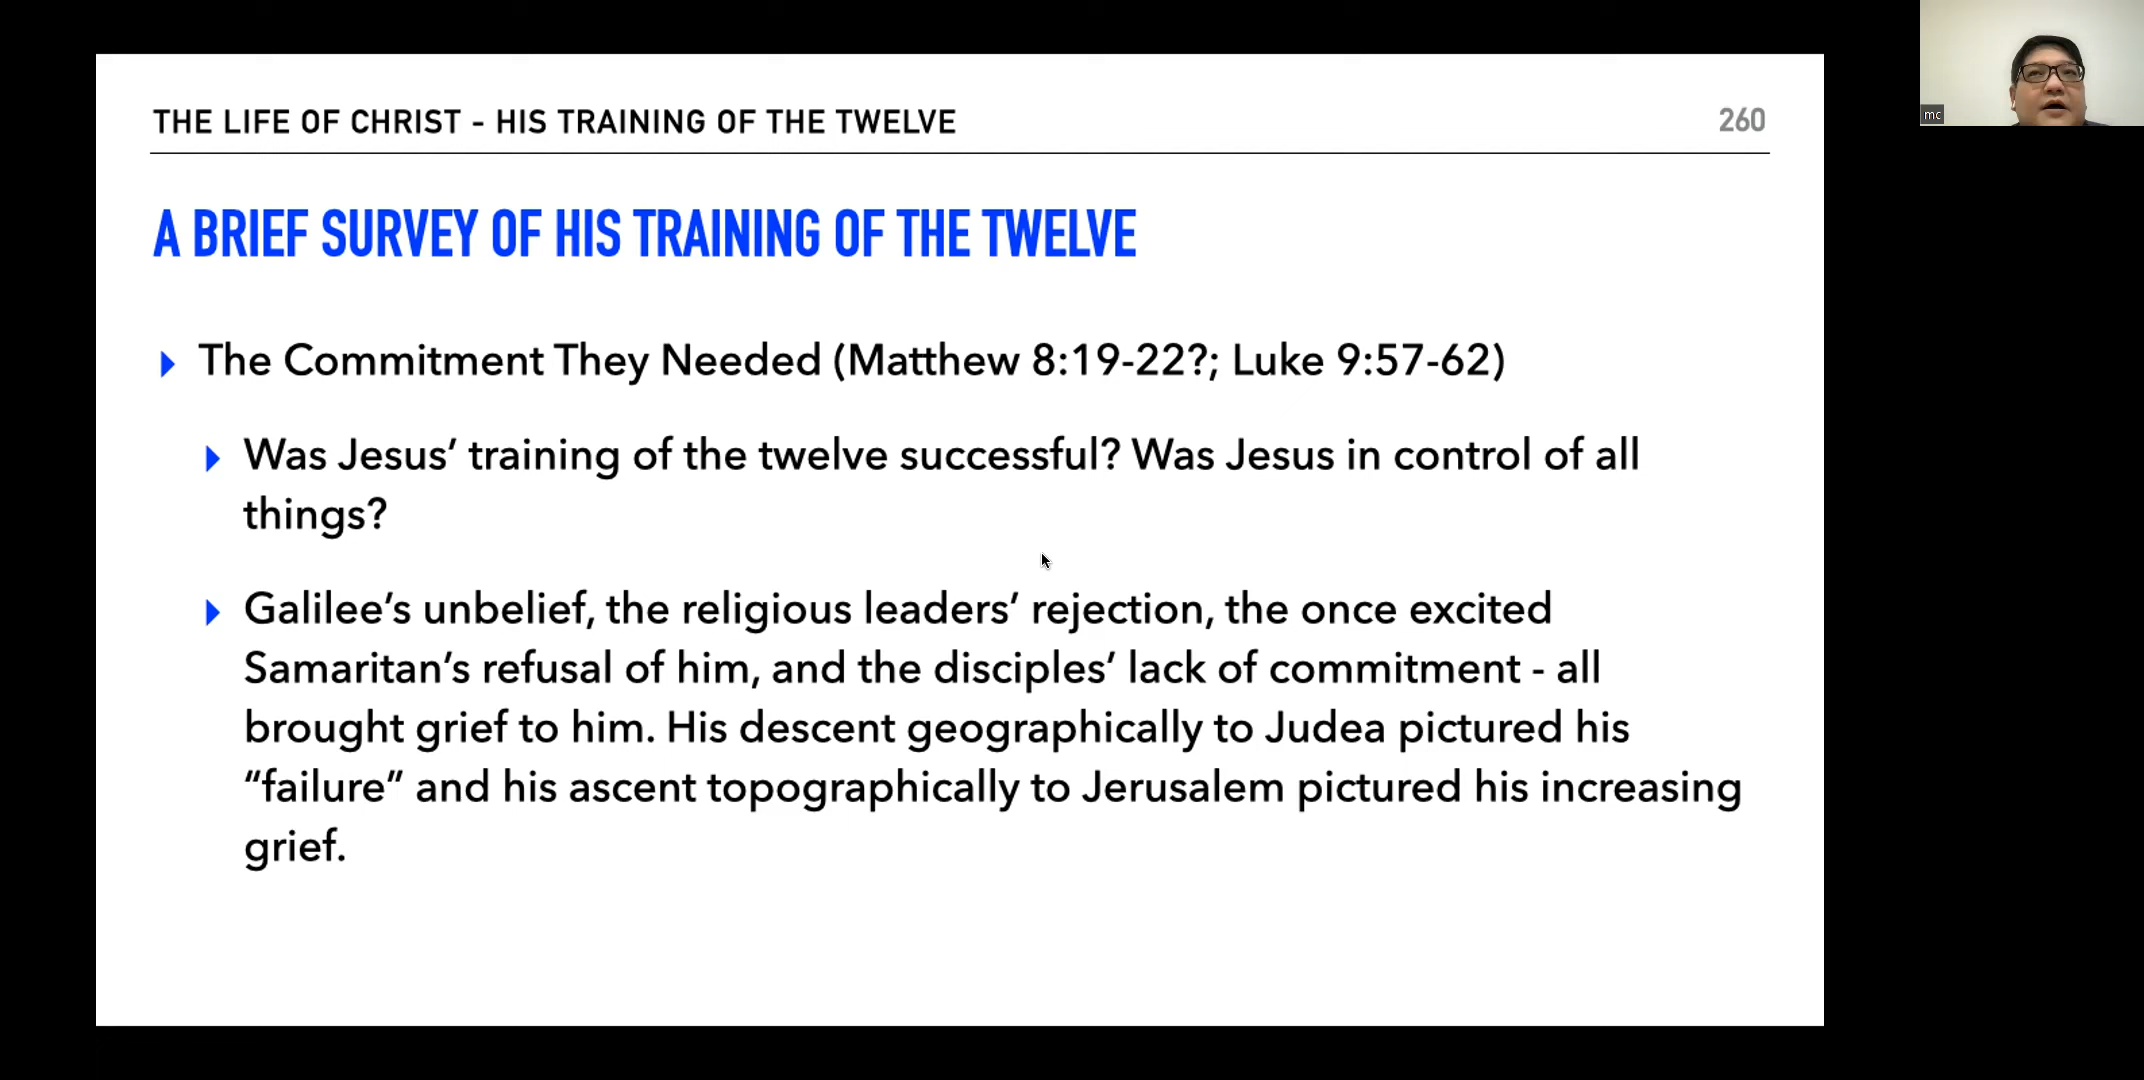 THE LIFE OF CHRIST - HIS TRAINING OF THE TWELVE
260
A BRIEF SURVEY OF HIS TRAINING OF THE TWELVE
The Commitment They Needed (Matthew 8:19-22?; Luke 9:57-62)
Was Jesus’ training of the twelve successful? Was Jesus in control of all
things?
Galilee’s unbelief, the religious leaders’ rejection, the once excited
Samaritan’s refusal of him, and the disciples’ lack of commitment - all
brought grief to him. His descent geographically to Judea pictured his
“failure” and his ascent topographically to Jerusalem pictured his increasing
grief.
mc